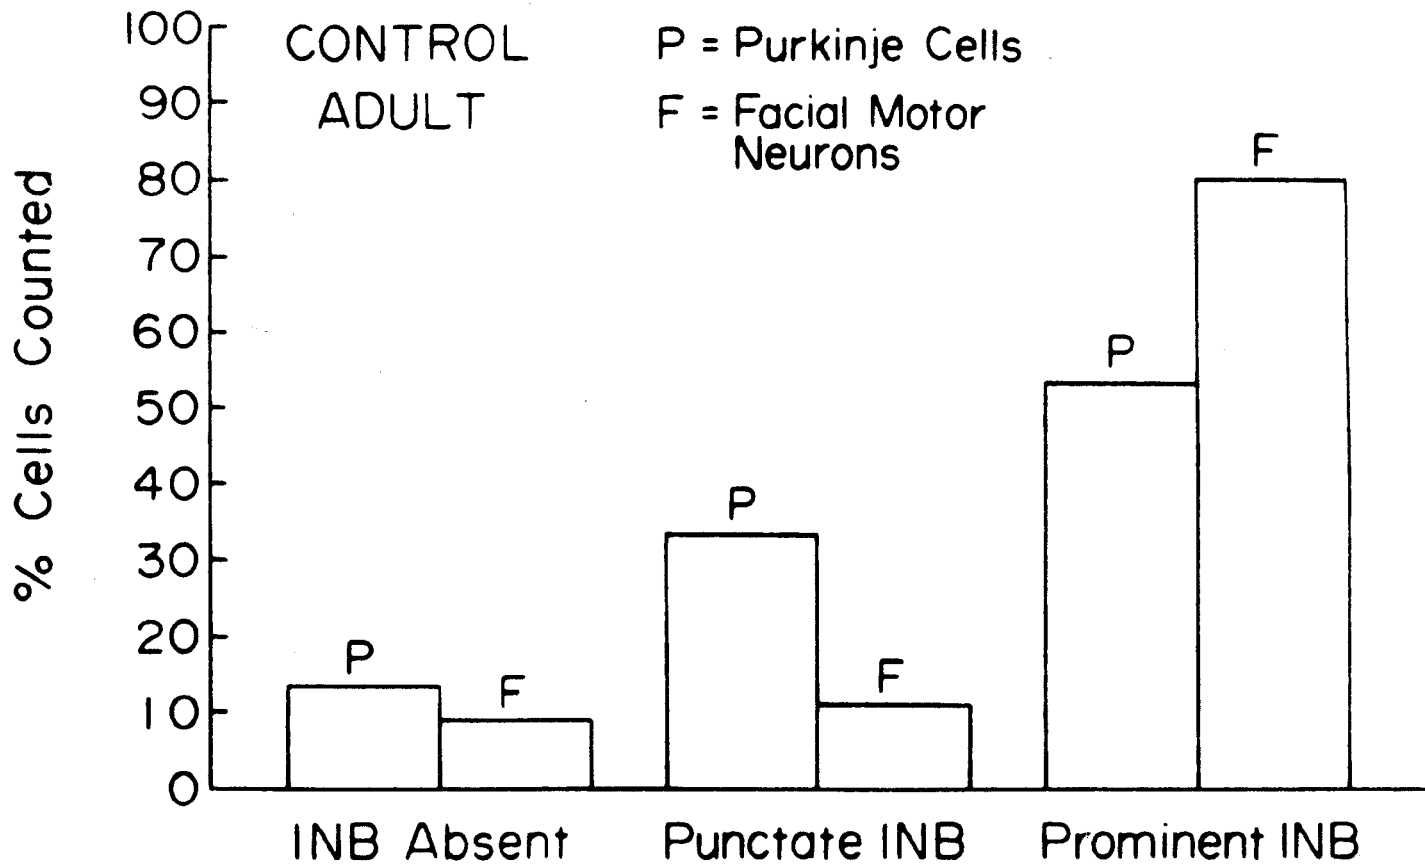 % Cells Counted
100
90
80
70
60
50
40
30
20
10
0
CONTROL
ADULT
P = Purkinje Cells
F = Facial Motor
Neurons
P
F
P
F
P
F
INB Absent
Punctate INB
Prominent INB